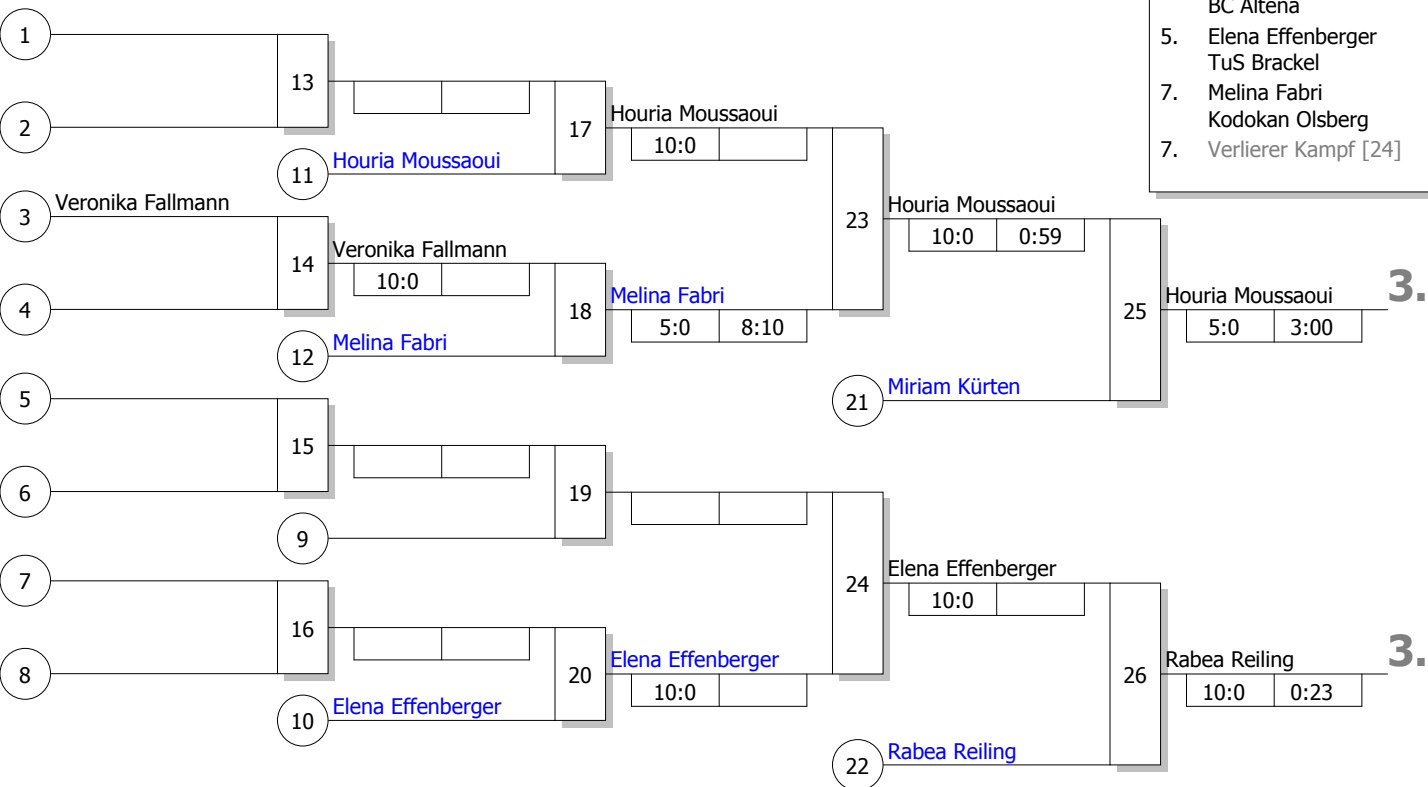 BC Altena
1
5. Elena Effenberger
TuS Brackel
13
7. Melina Fabri
Kodokan Olsberg
2
17
Houria Moussaoui
10:0
7. Verlierer Kampf [24]
11
Houria Moussaoui
3
Veronika Fallmann
23
Houria Moussaoui
10:0 0:59
14
Veronika Fallmann
10:0
4
18
Melina Fabri
5:0 8:10
25
Houria Moussaoui
5:0 3:00
3.
12
Melina Fabri
5
21
Miriam Kürten
15
6
19
9
7
24
Elena Effenberger
10:0
16
8
20
Elena Effenberger
10:0
26
Rabea Reiling
10:0 0:23
3.
10
Elena Effenberger
22
Rabea Reiling